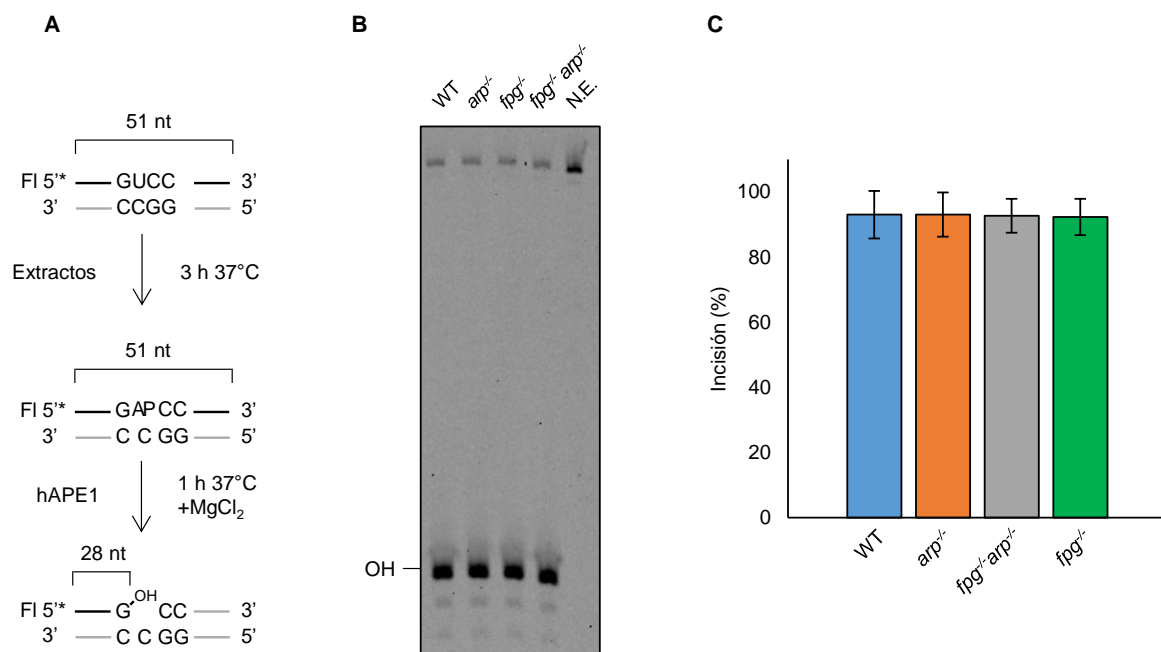 A
51 nt
Fl 5’* GUCC 3’
3’ CCGG 5’
Extractos 3 h 37°C
51 nt
Fl 5’* GAPCC 3’
3’ C C GG 5’
hAPE1 1 h 37°C
+MgCl2
28 nt
OH
Fl 5’* G CC 3’
3’ C C GG 5’
B
WT arp-/- fpg-/- fpg-/- arp-/- N.E.
OH
C
Incisión (%)
100
80
60
40
20
0
WT arp-/- fpg-/-arp-/- fpg-/-